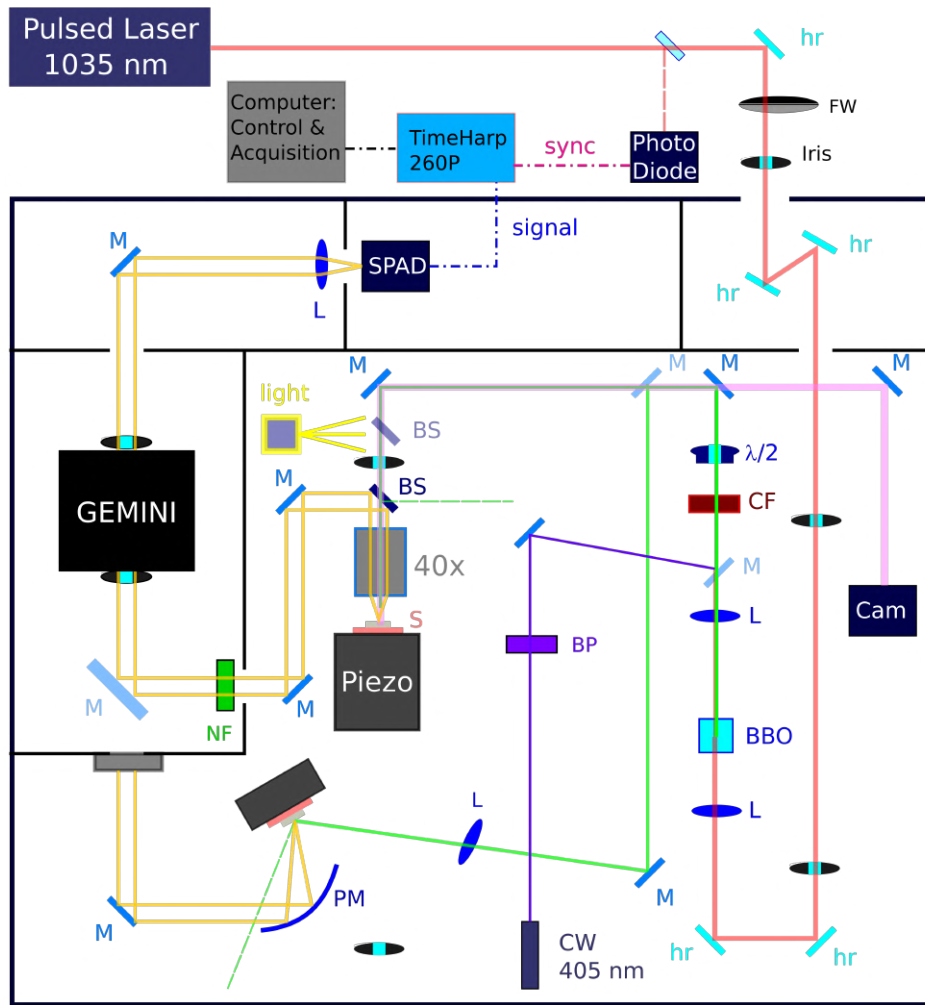 Pulsed Laser
1035 nm
hr
Computer:
Control &
Acquisition
TimeHarp
260P
sync
Photo
Diode
FW
Iris
M
signal
SPAD
L
hr
hr
M
M
M
M
light
BS
λ/2
M
BS
CF
GEMINI
40x
M
Cam
S
L
BP
Piezo
M
M
NF
BBO
L
L
PM
M
M
CW
405 nm
hr
hr